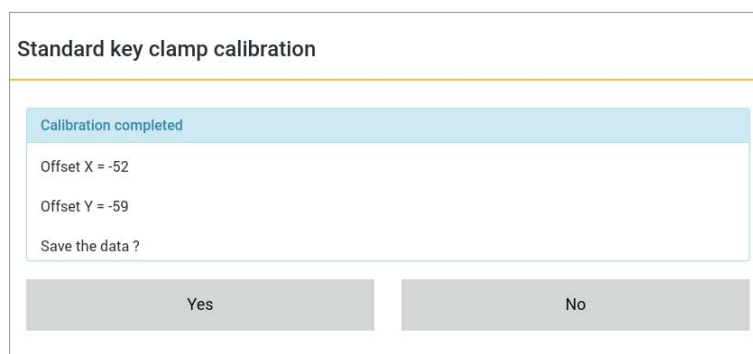 Standard key clamp calibration
Calibration completed
Offset X = -52
Offset Y = -59
Save the data ?
Yes
No